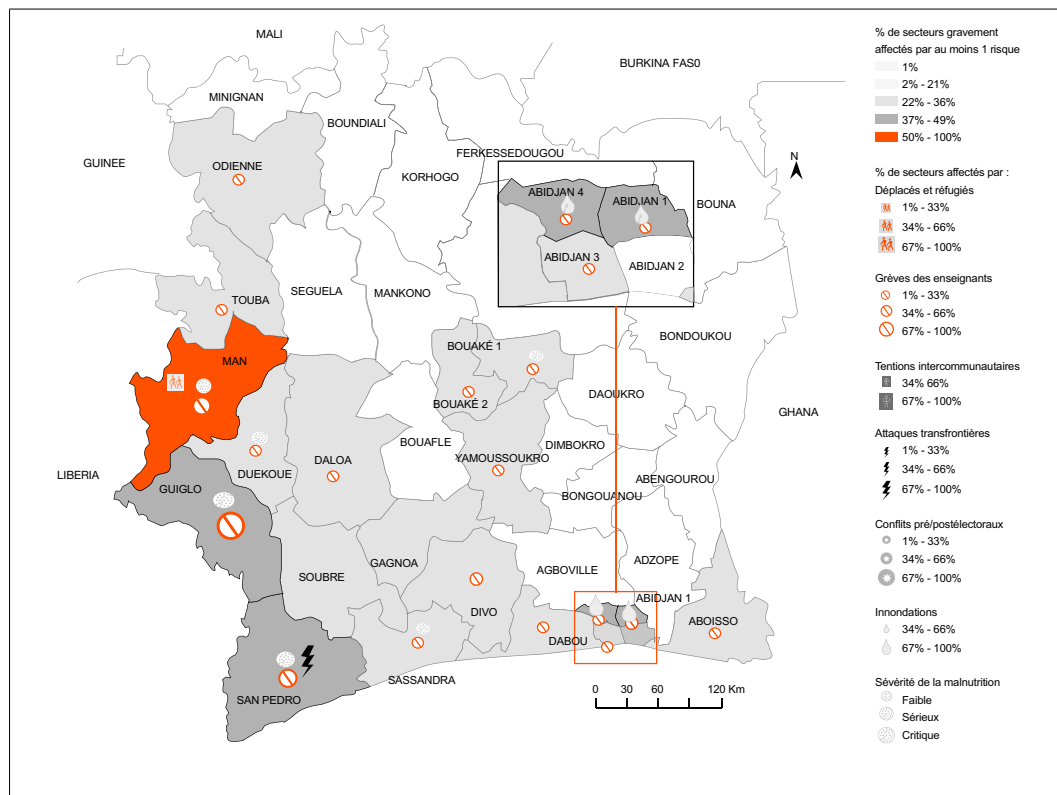 MALI
BURKINA FAS0
MINIGNAN
BOUNDIALI
GUINEE
ODIENNE
FERKESSEDOUGOU
KORHOGO
N
ABIDJAN 4
ABIDJAN 1
BOUNA
ABIDJAN 3
ABIDJAN 2
SEGUELA
MANKONO
TOUBA
BONDOUKOU
BOUAKÉ 1
MAN
DAOUKRO
BOUAKÉ 2
GHANA
BOUAFLE
DIMBOKRO
YAMOUSSOUKRO
DALOA
DUEKOUE
LIBERIA
ABENGOUROU
GUIGLO
BONGOUANOU
ADZOPE
GAGNOA
AGBOVILLE
SOUBRE
ABIDJAN 1
DIVO
ABOISSO
DABOU
SASSANDRA
SAN PEDRO
0 30 60 120 Km
% de secteurs gravement
affectés par au moins 1 risque
1%
2% - 21%
22% - 36%
37% - 49%
50% - 100%
% de secteurs affectés par :
Déplacés et réfugiés
1% - 33%
34% - 66%
67% - 100%
Grèves des enseignants
1% - 33%
34% - 66%
67% - 100%
Tentions intercommunautaires
34% 66%
67% - 100%
Attaques transfrontières
1% - 33%
34% - 66%
67% - 100%
Conflits pré/postélectoraux
1% - 33%
34% - 66%
67% - 100%
Innondations
34% - 66%
67% - 100%
Sévérité de la malnutrition
Faible
Sérieux
Critique